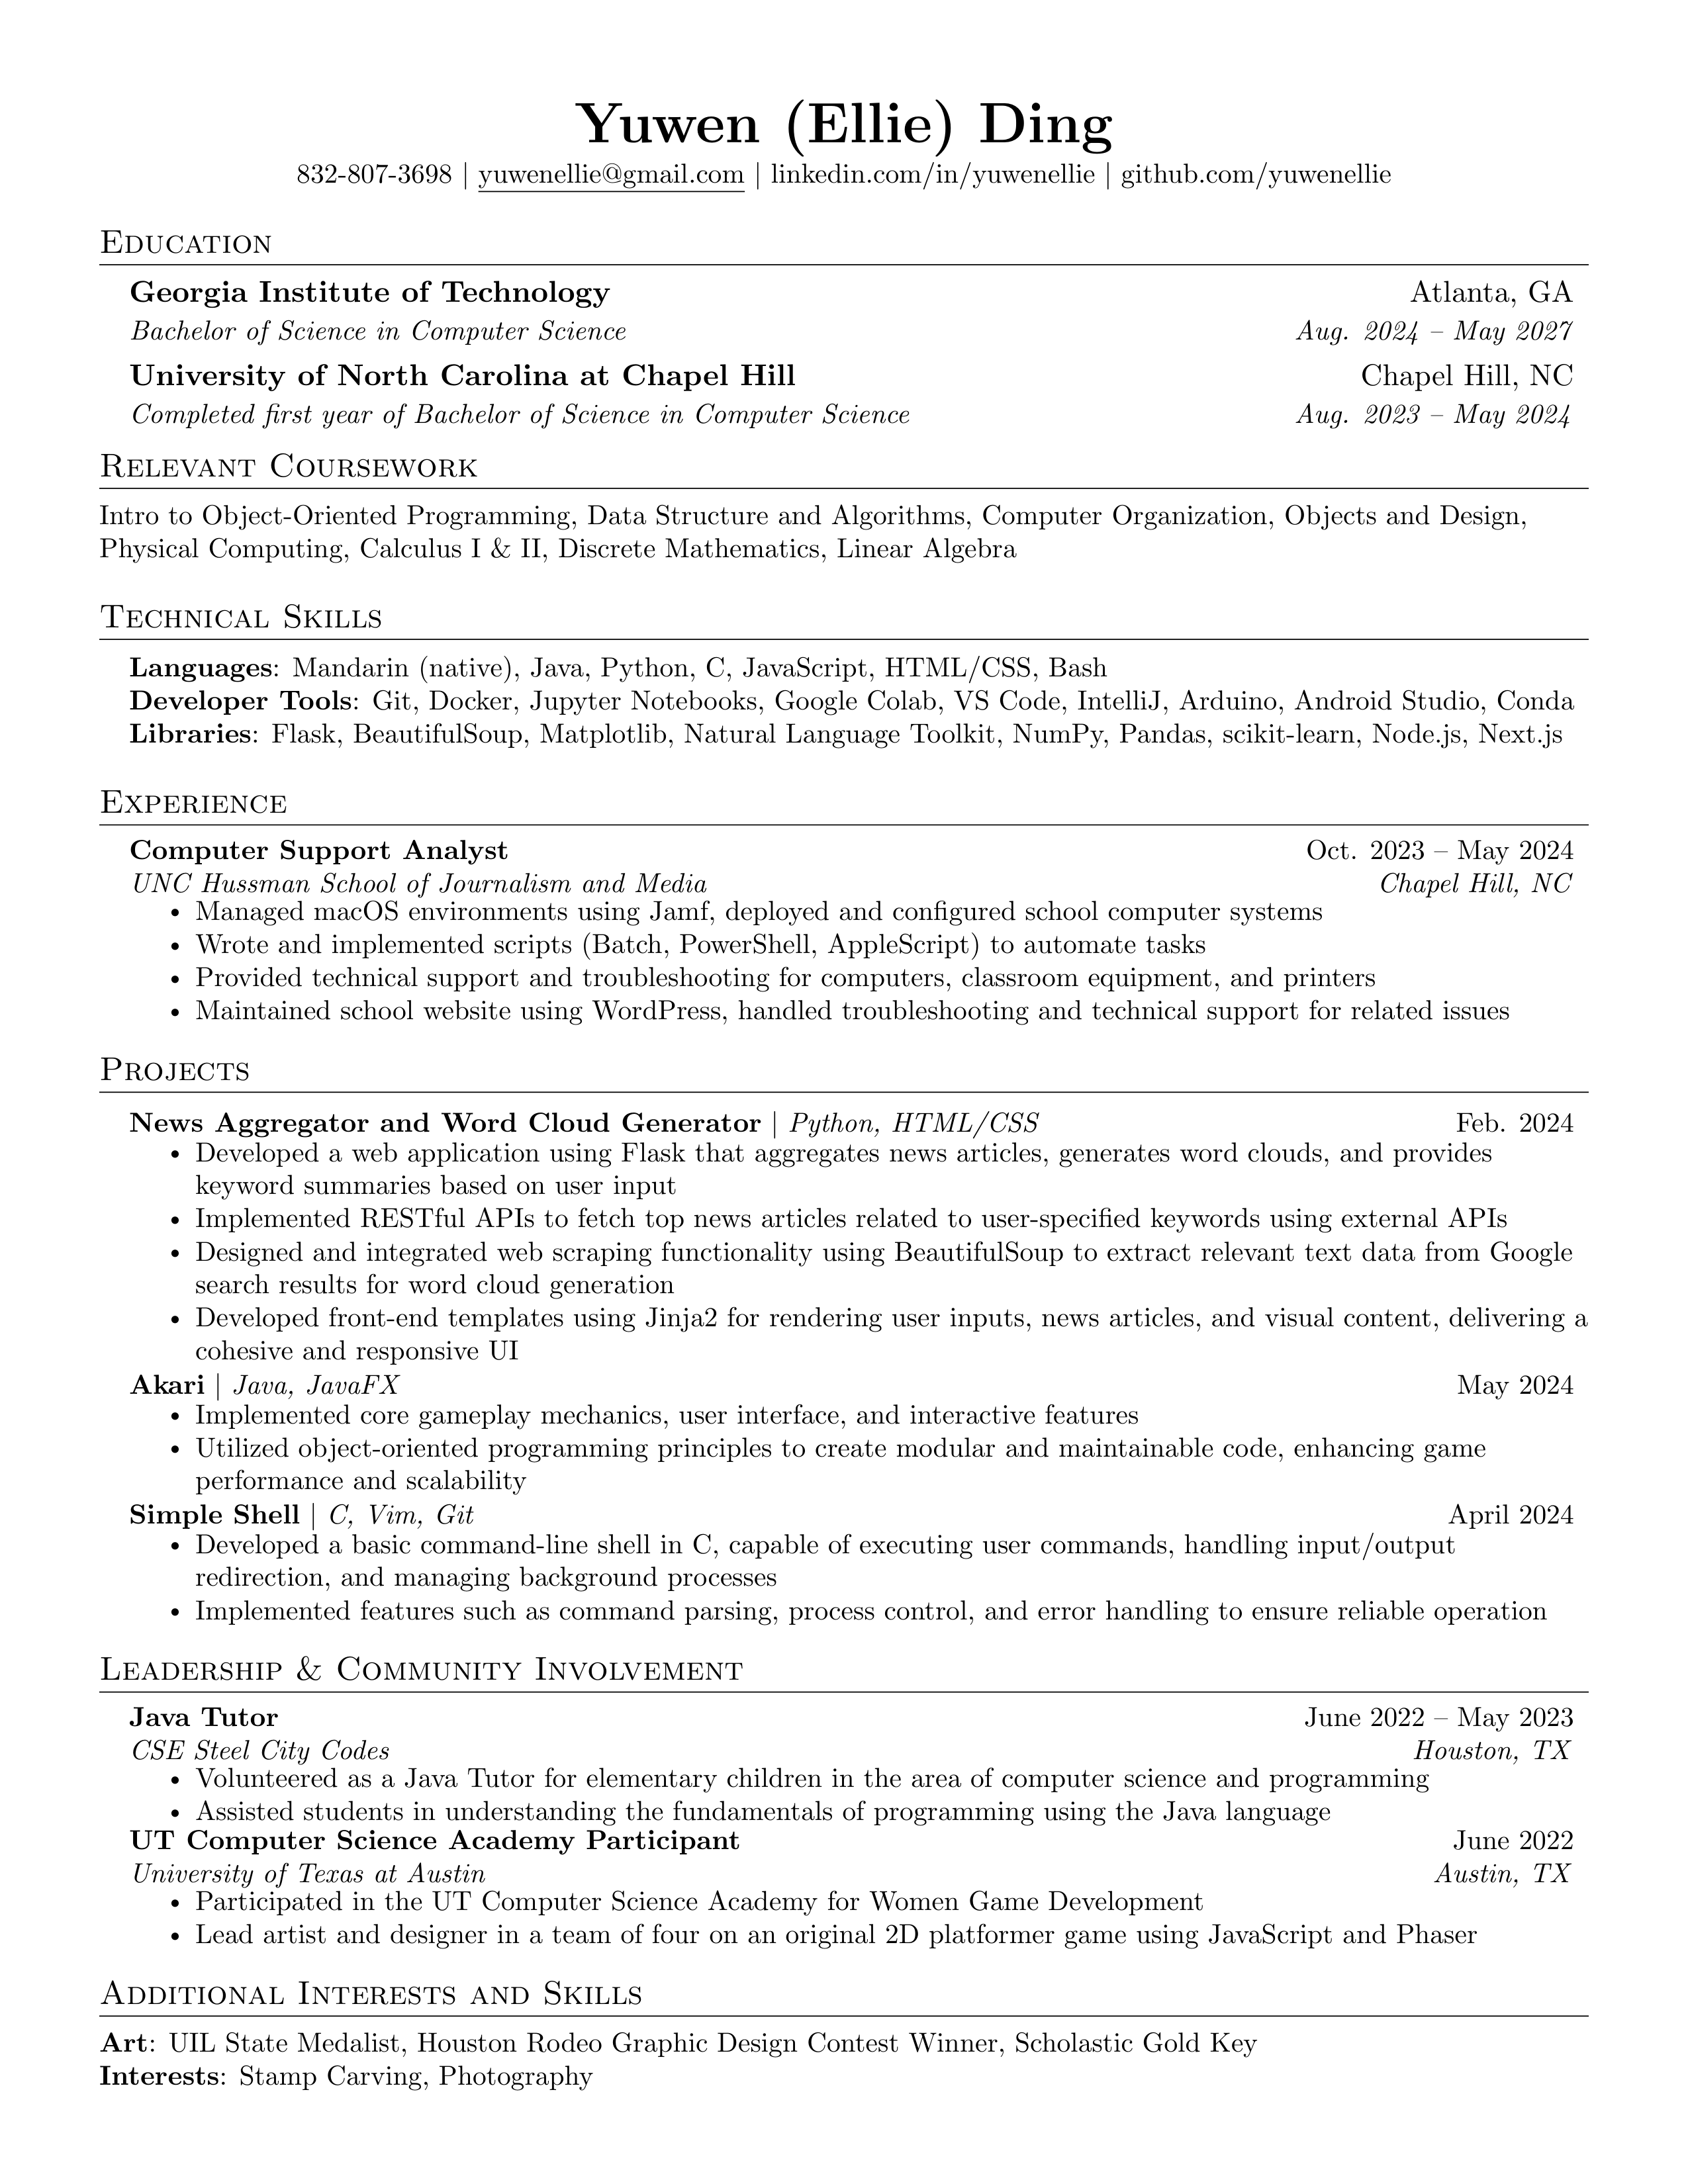 Yuwen (Ellie) Ding
832-807-3698 | yuwenellie@gmail.com | linkedin.com/in/yuwenellie | github.com/yuwenellie
Education
Georgia Institute of Technology Atlanta, GA
Bachelor of Science in Computer Science Aug. 2024 – May 2027
University of North Carolina at Chapel Hill Chapel Hill, NC
Completed first year of Bachelor of Science in Computer Science Aug. 2023 – May 2024
Relevant Coursework
Intro to Object-Oriented Programming, Data Structure and Algorithms, Computer Organization, Objects and Design,
Physical Computing, Calculus I & II, Discrete Mathematics, Linear Algebra
Technical Skills
Languages: Mandarin (native), Java, Python, C, JavaScript, HTML/CSS, Bash
Developer Tools: Git, Docker, Jupyter Notebooks, Google Colab, VS Code, IntelliJ, Arduino, Android Studio, Conda
Libraries: Flask, BeautifulSoup, Matplotlib, Natural Language Toolkit, NumPy, Pandas, scikit-learn, Node.js, Next.js
Experience
Computer Support Analyst Oct. 2023 – May 2024
UNC Hussman School of Journalism and Media Chapel Hill, NC
• Managed macOS environments using Jamf, deployed and configured school computer systems
• Wrote and implemented scripts (Batch, PowerShell, AppleScript) to automate tasks
• Provided technical support and troubleshooting for computers, classroom equipment, and printers
• Maintained school website using WordPress, handled troubleshooting and technical support for related issues
Projects
News Aggregator and Word Cloud Generator | Python, HTML/CSS Feb. 2024
• Developed a web application using Flask that aggregates news articles, generates word clouds, and provides
keyword summaries based on user input
• Implemented RESTful APIs to fetch top news articles related to user-specified keywords using external APIs
• Designed and integrated web scraping functionality using BeautifulSoup to extract relevant text data from Google
search results for word cloud generation
• Developed front-end templates using Jinja2 for rendering user inputs, news articles, and visual content, delivering a
cohesive and responsive UI
Akari | Java, JavaFX May 2024
• Implemented core gameplay mechanics, user interface, and interactive features
• Utilized object-oriented programming principles to create modular and maintainable code, enhancing game
performance and scalability
Simple Shell | C, Vim, Git April 2024
• Developed a basic command-line shell in C, capable of executing user commands, handling input/output
redirection, and managing background processes
• Implemented features such as command parsing, process control, and error handling to ensure reliable operation
Leadership & Community Involvement
Java Tutor June 2022 – May 2023
CSE Steel City Codes Houston, TX
• Volunteered as a Java Tutor for elementary children in the area of computer science and programming
• Assisted students in understanding the fundamentals of programming using the Java language
UT Computer Science Academy Participant June 2022
University of Texas at Austin Austin, TX
• Participated in the UT Computer Science Academy for Women Game Development
• Lead artist and designer in a team of four on an original 2D platformer game using JavaScript and Phaser
Additional Interests and Skills
Art: UIL State Medalist, Houston Rodeo Graphic Design Contest Winner, Scholastic Gold Key
Interests: Stamp Carving, Photography